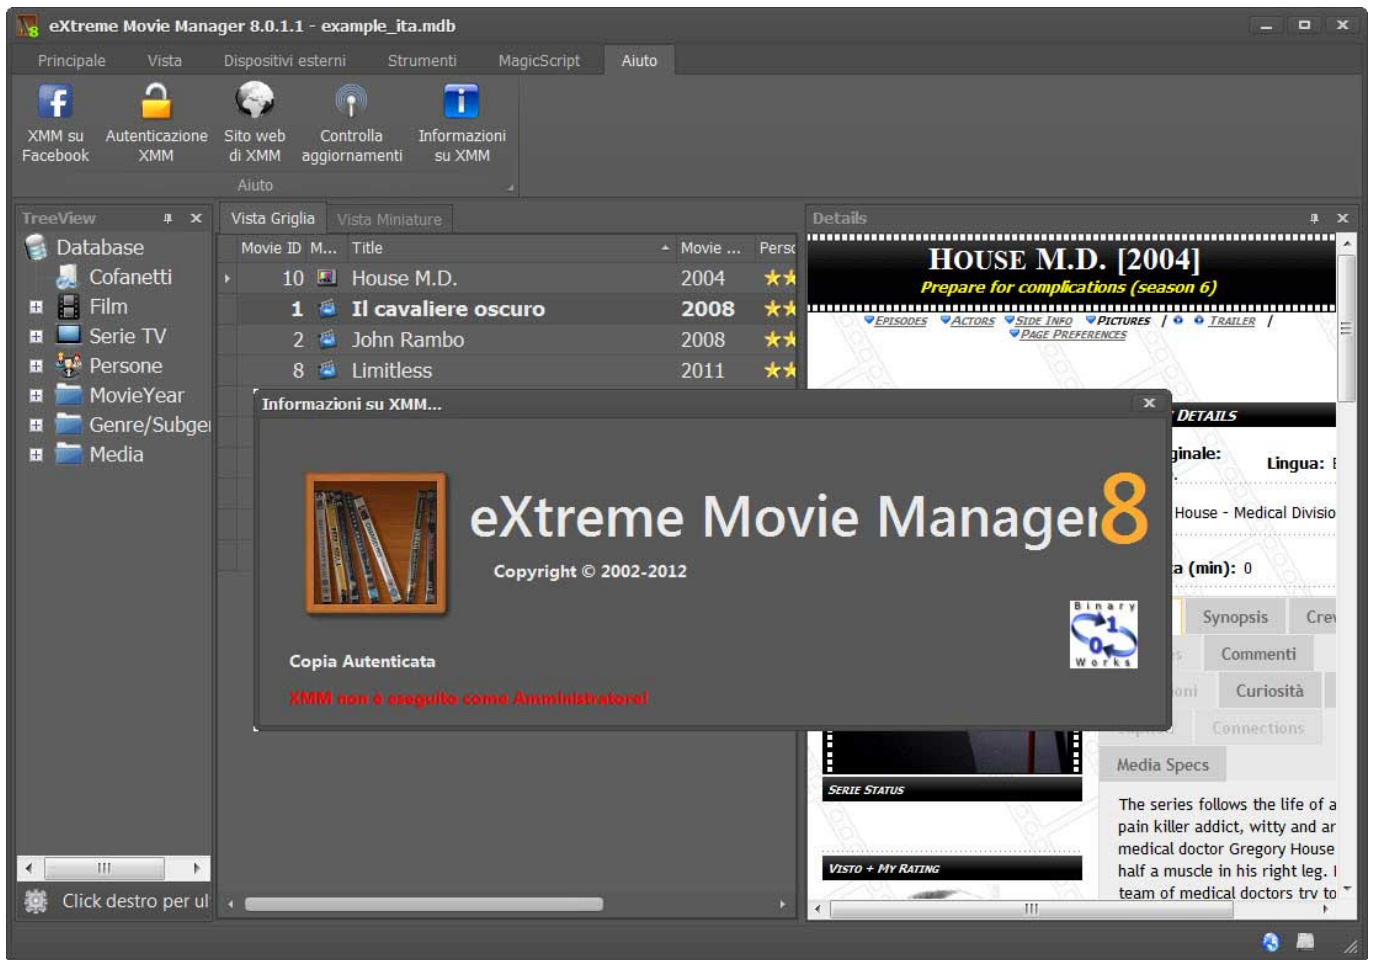 eXtreme Movie Manager 8.0.1.1 - example_ita.mdb
Principale Vista Dispositivi esterni Strumenti MagicScript Aiuto
XMM su Facebook
Autenticazione XMM
Sito web di XMM
Controlla aggiornamenti
Informazioni su XMM
Aiuto
TreeView
Database
Cofanetti
Film
Serie TV
Persone
MovieYear
Genre/Subger
Media
Click destro per ul
Vista Griglia Vista Miniature
Movie ID M... Title Movie ... Perso
10 House M.D. 2004
1 Il cavaliere oscuro 2008
2 John Rambo 2008
8 Limitless 2011
Details
HOUSE M.D. [2004]
Prepare for complications (season 6)
EPISODES ACTORS SIDE INFO PICTURES / TRAILER /
PAGE PREFERENCES
DETAILS
ginale: Lingua:
House - Medical Divisio
a (min): 0
Synopsis Crew
Commenti
oni Curiosità
Connections
Media Specs
SERIE STATUS
VISTO + MY RATING
The series follows the life of a
pain killer addict, witty and ar
medical doctor Gregory House
half a muscle in his right leg.
team of medical doctors try to
Informazioni su XMM...
eXtreme Movie Manager 8
Copyright © 2002-2012
Binary
1
0
Works
Copia Autenticata
XMM non è eseguito come Amministratore!